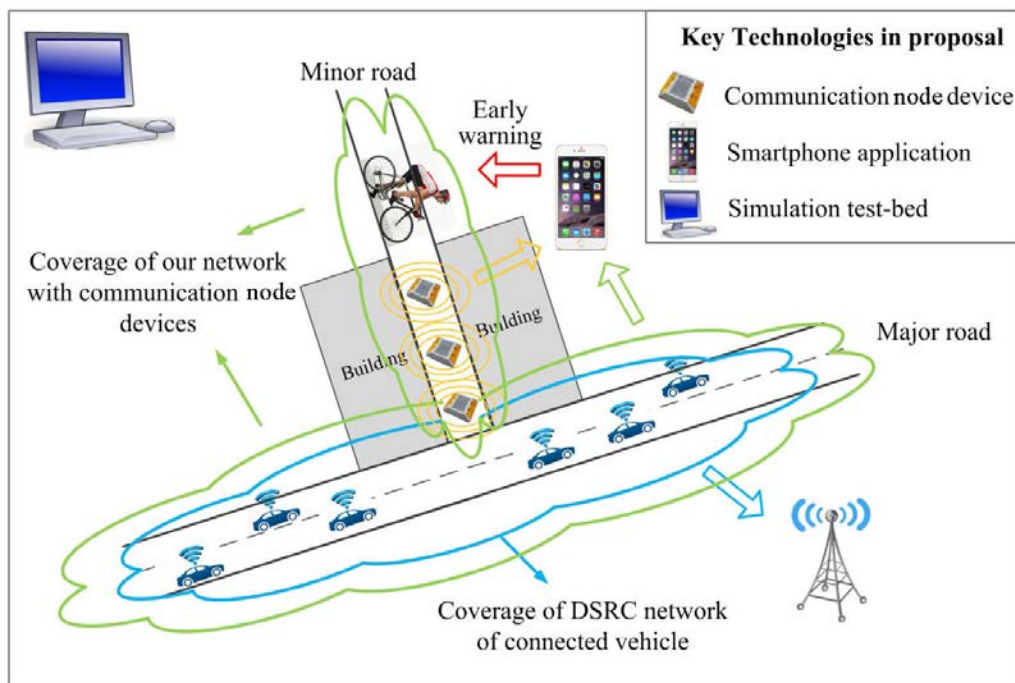 Key Technologies in proposal
Communication node device
Smartphone application
Simulation test-bed
Minor road
Early
warning
Coverage of our network
with communication node
devices
Building
Building
Major road
Coverage of DSRC network
of connected vehicle